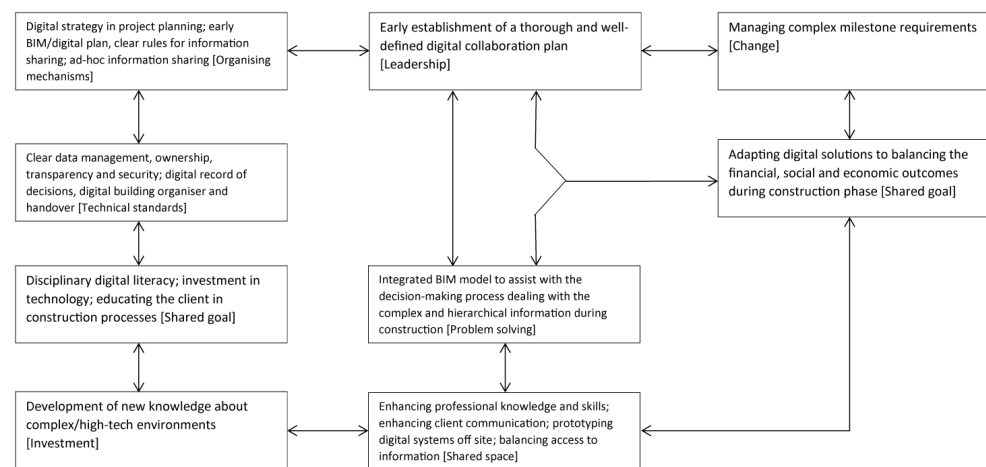 Digital strategy in project planning; early
BIM/digital plan, clear rules for information
sharing; ad-hoc information sharing [Organising
mechanisms]
Early establishment of a thorough and well-
defined digital collaboration plan
[Leadership]
Managing complex milestone requirements
[Change]
Clear data management, ownership,
transparency and security; digital record of
decisions, digital building organiser and
handover [Technical standards]
Adapting digital solutions to balancing the
financial, social and economic outcomes
during construction phase [Shared goal]
Disciplinary digital literacy; investment in
technology; educating the client in
construction processes [Shared goal]
Integrated BIM model to assist with the
decision-making process dealing with the
complex and hierarchical information during
construction [Problem solving]
Development of new knowledge about
complex/high-tech environments
[Investment]
Enhancing professional knowledge and skills;
enhancing client communication; prototyping
digital systems off site; balancing access to
information [Shared space]